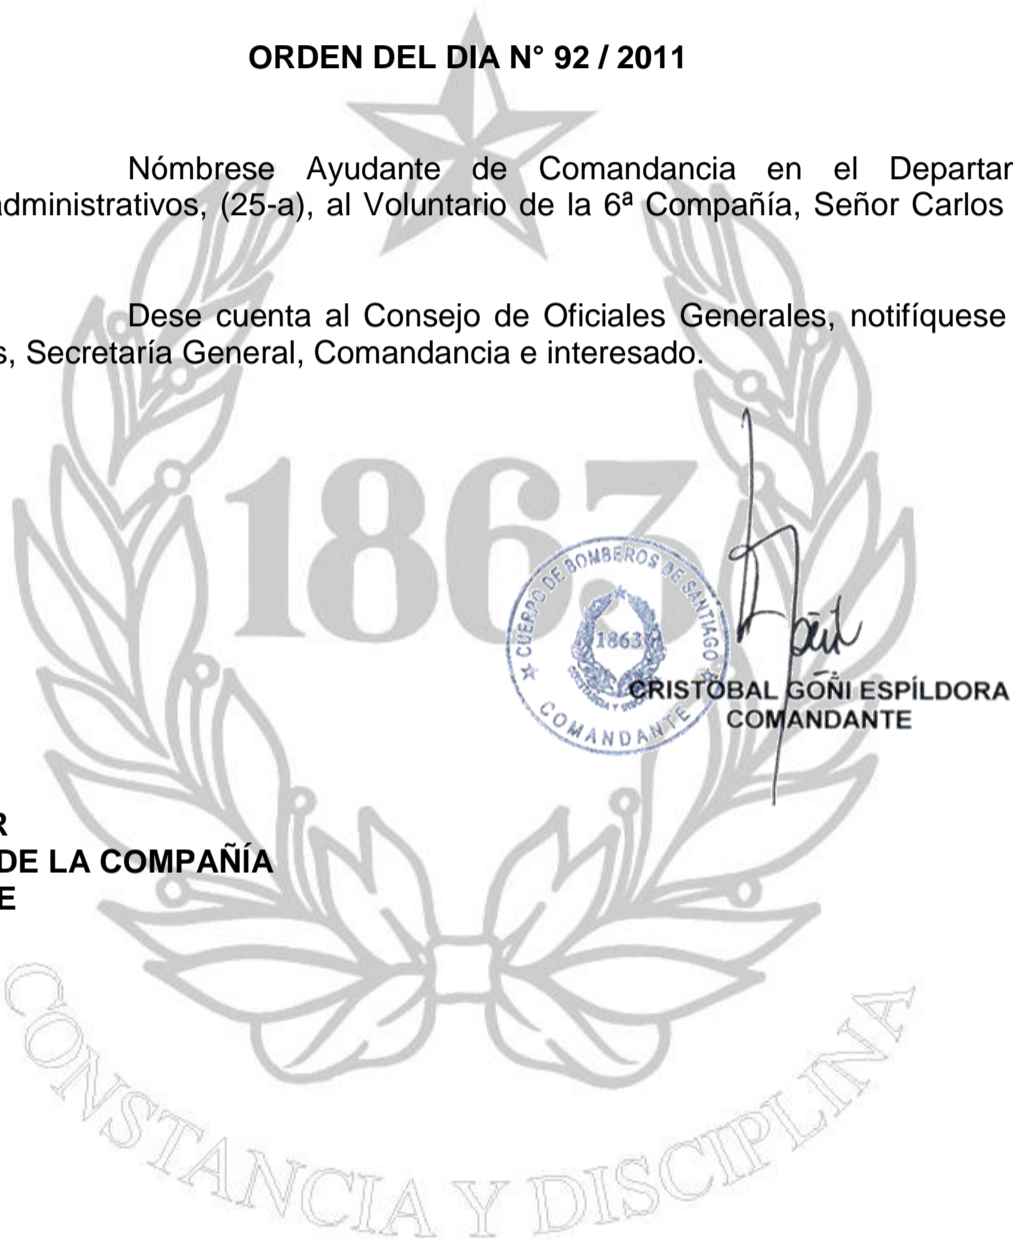 ORDEN DEL DIA N° 92 / 2011
Nómbrese Ayudante de Comandancia en el Departar
administrativos, (25-a), al Voluntario de la 6ª Compañía, Señor Carlos
Dese cuenta al Consejo de Oficiales Generales, notifíquese
s, Secretaría General, Comandancia e interesado.
1863
CUERPO DE BOMBEROS DE SANTIAGO
1863
COMANDANTE
CRISTÓBAL GOÑI ESPÍLDORA
COMANDANTE
R
DE LA COMPAÑÍA
E
CONSTANCIA Y DISCIPLINA